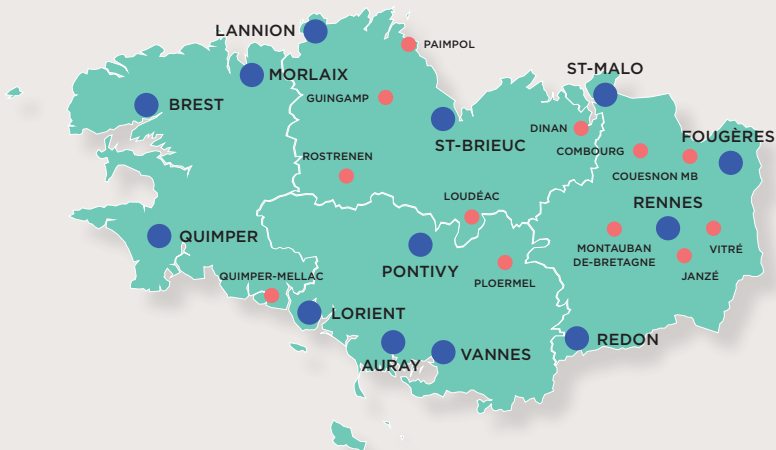 LANNION
PAIMPOL
ST-MALO
MORLAIX
BREST
GUINGAMP
ST-BRIEUC
DINAN
FOUGÈRES
COMBOURG
ROSTRENEN
COUESNON MB
LOUDÉAC
RENNES
QUIMPER
MONTAUBAN
DE-BRETAGNE
VITRÉ
PONTIVY
QUIMPER-MELLAC
PLOERMEL
JANZÉ
LORIENT
REDON
AURAY
VANNES